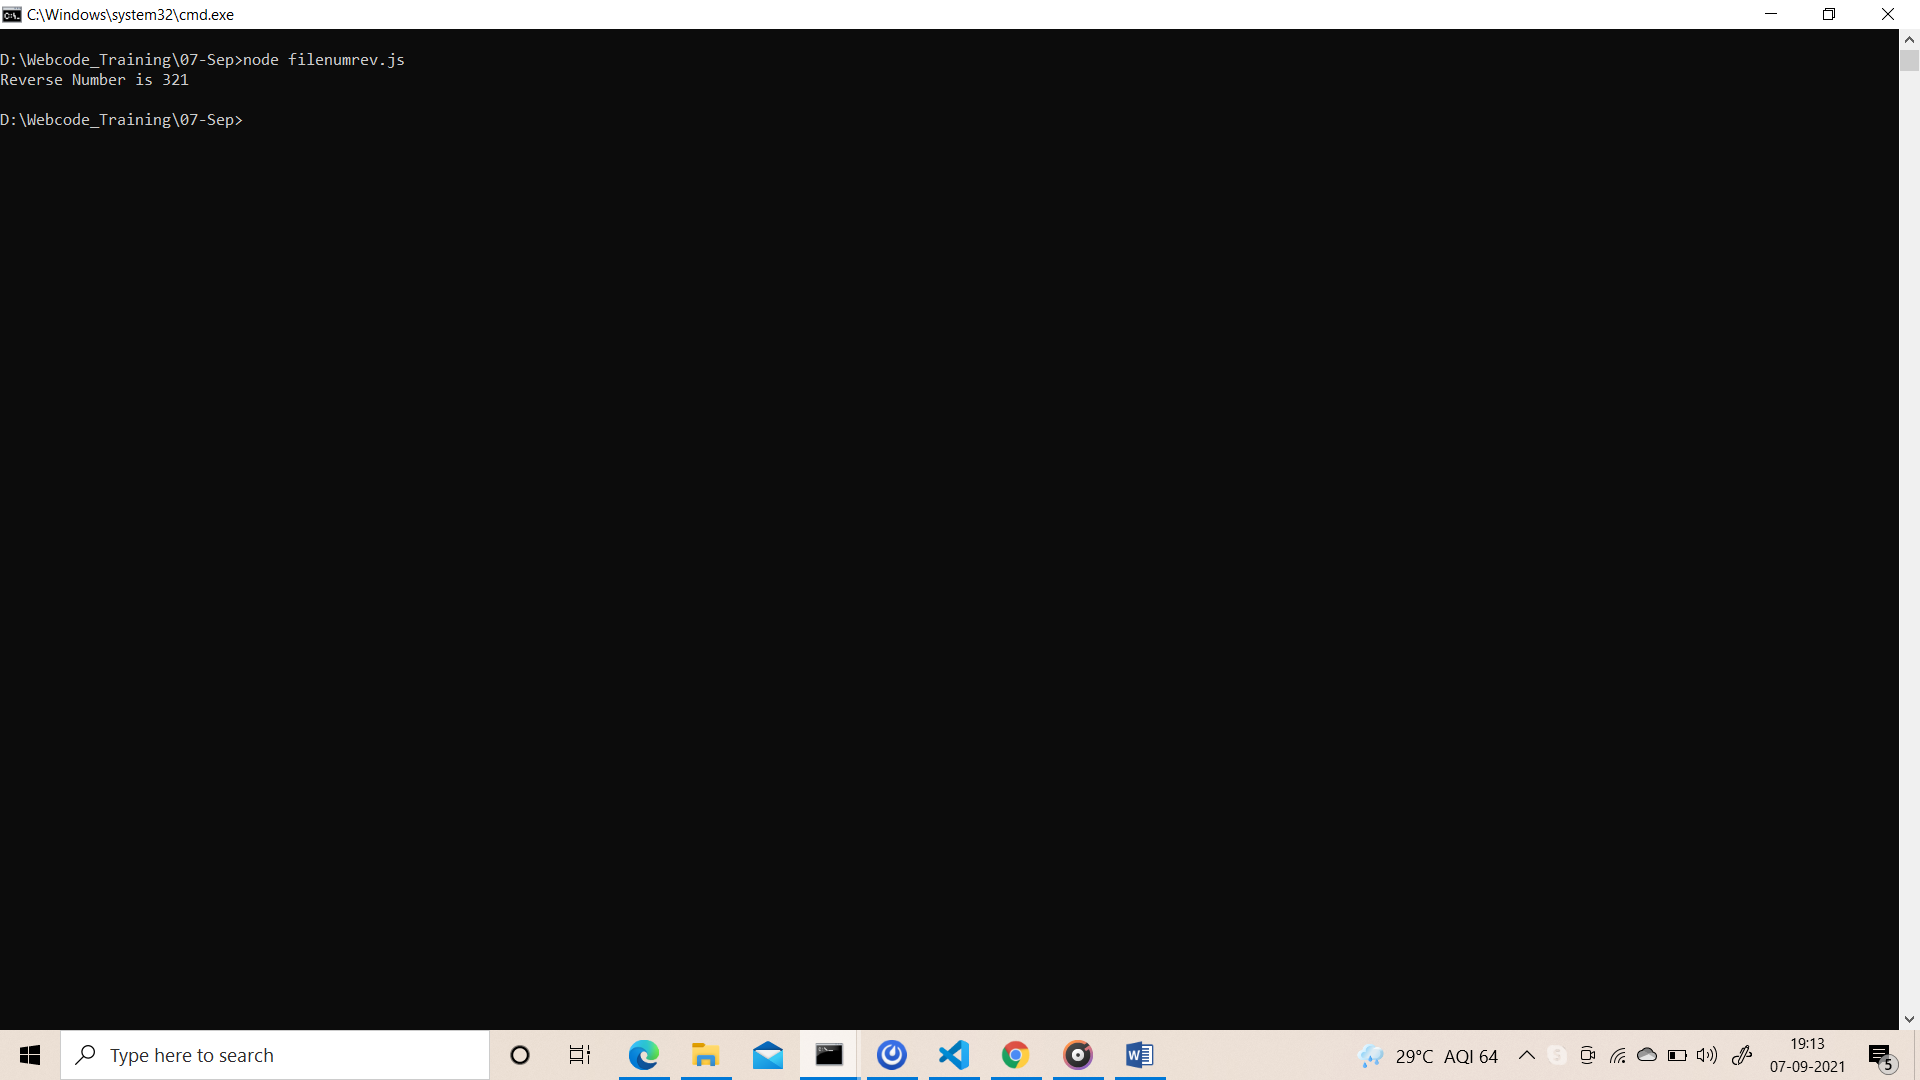 C:\Windows\system32\cmd.exe
D:\Webcode_Training\07-Sep>node filenumrev.js
Reverse Number is 321
D:\Webcode_Training\07-Sep>
Type here to search
29°C AQI 64
19:13
07-09-2021
5